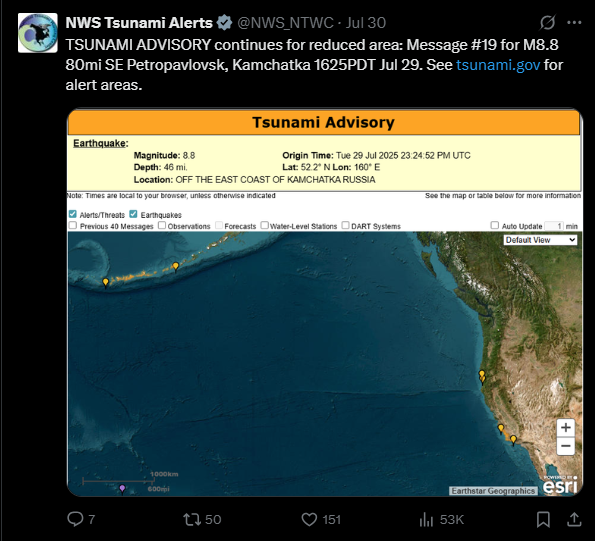 NWS Tsunami Alerts @NWS_NTWC · Jul 30
TSUNAMI ADVISORY continues for reduced area: Message #19 for M8.8
80mi SE Petropavlovsk, Kamchatka 1625PDT Jul 29. See tsunami.gov for
alert areas.
Tsunami Advisory
Earthquake:
Magnitude: 8.8 Origin Time: Tue 29 Jul 2025 23:24:52 PM UTC
Depth: 46 mi. Lat: 52.2° N Lon: 160° E
Location: OFF THE EAST COAST OF KAMCHATKA RUSSIA
Note: Times are local to your browser, unless otherwise indicated See the map or table below for more information
Alerts/Threats Earthquakes
Previous 40 Messages Observations Forecasts Water-Level Stations DART Systems Auto Update 1 min
Default View
+
−
1000km
600mi
POWERED BY
esri
Earthstar Geographics
7 50 151 53K